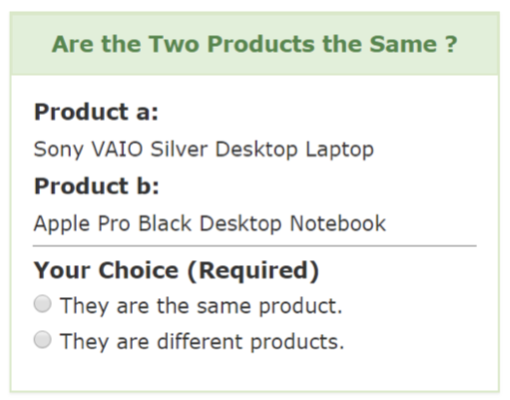 Are the Two Products the Same ?
Product a:
Sony VAIO Silver Desktop Laptop
Product b:
Apple Pro Black Desktop Notebook
Your Choice (Required)
They are the same product.
They are different products.